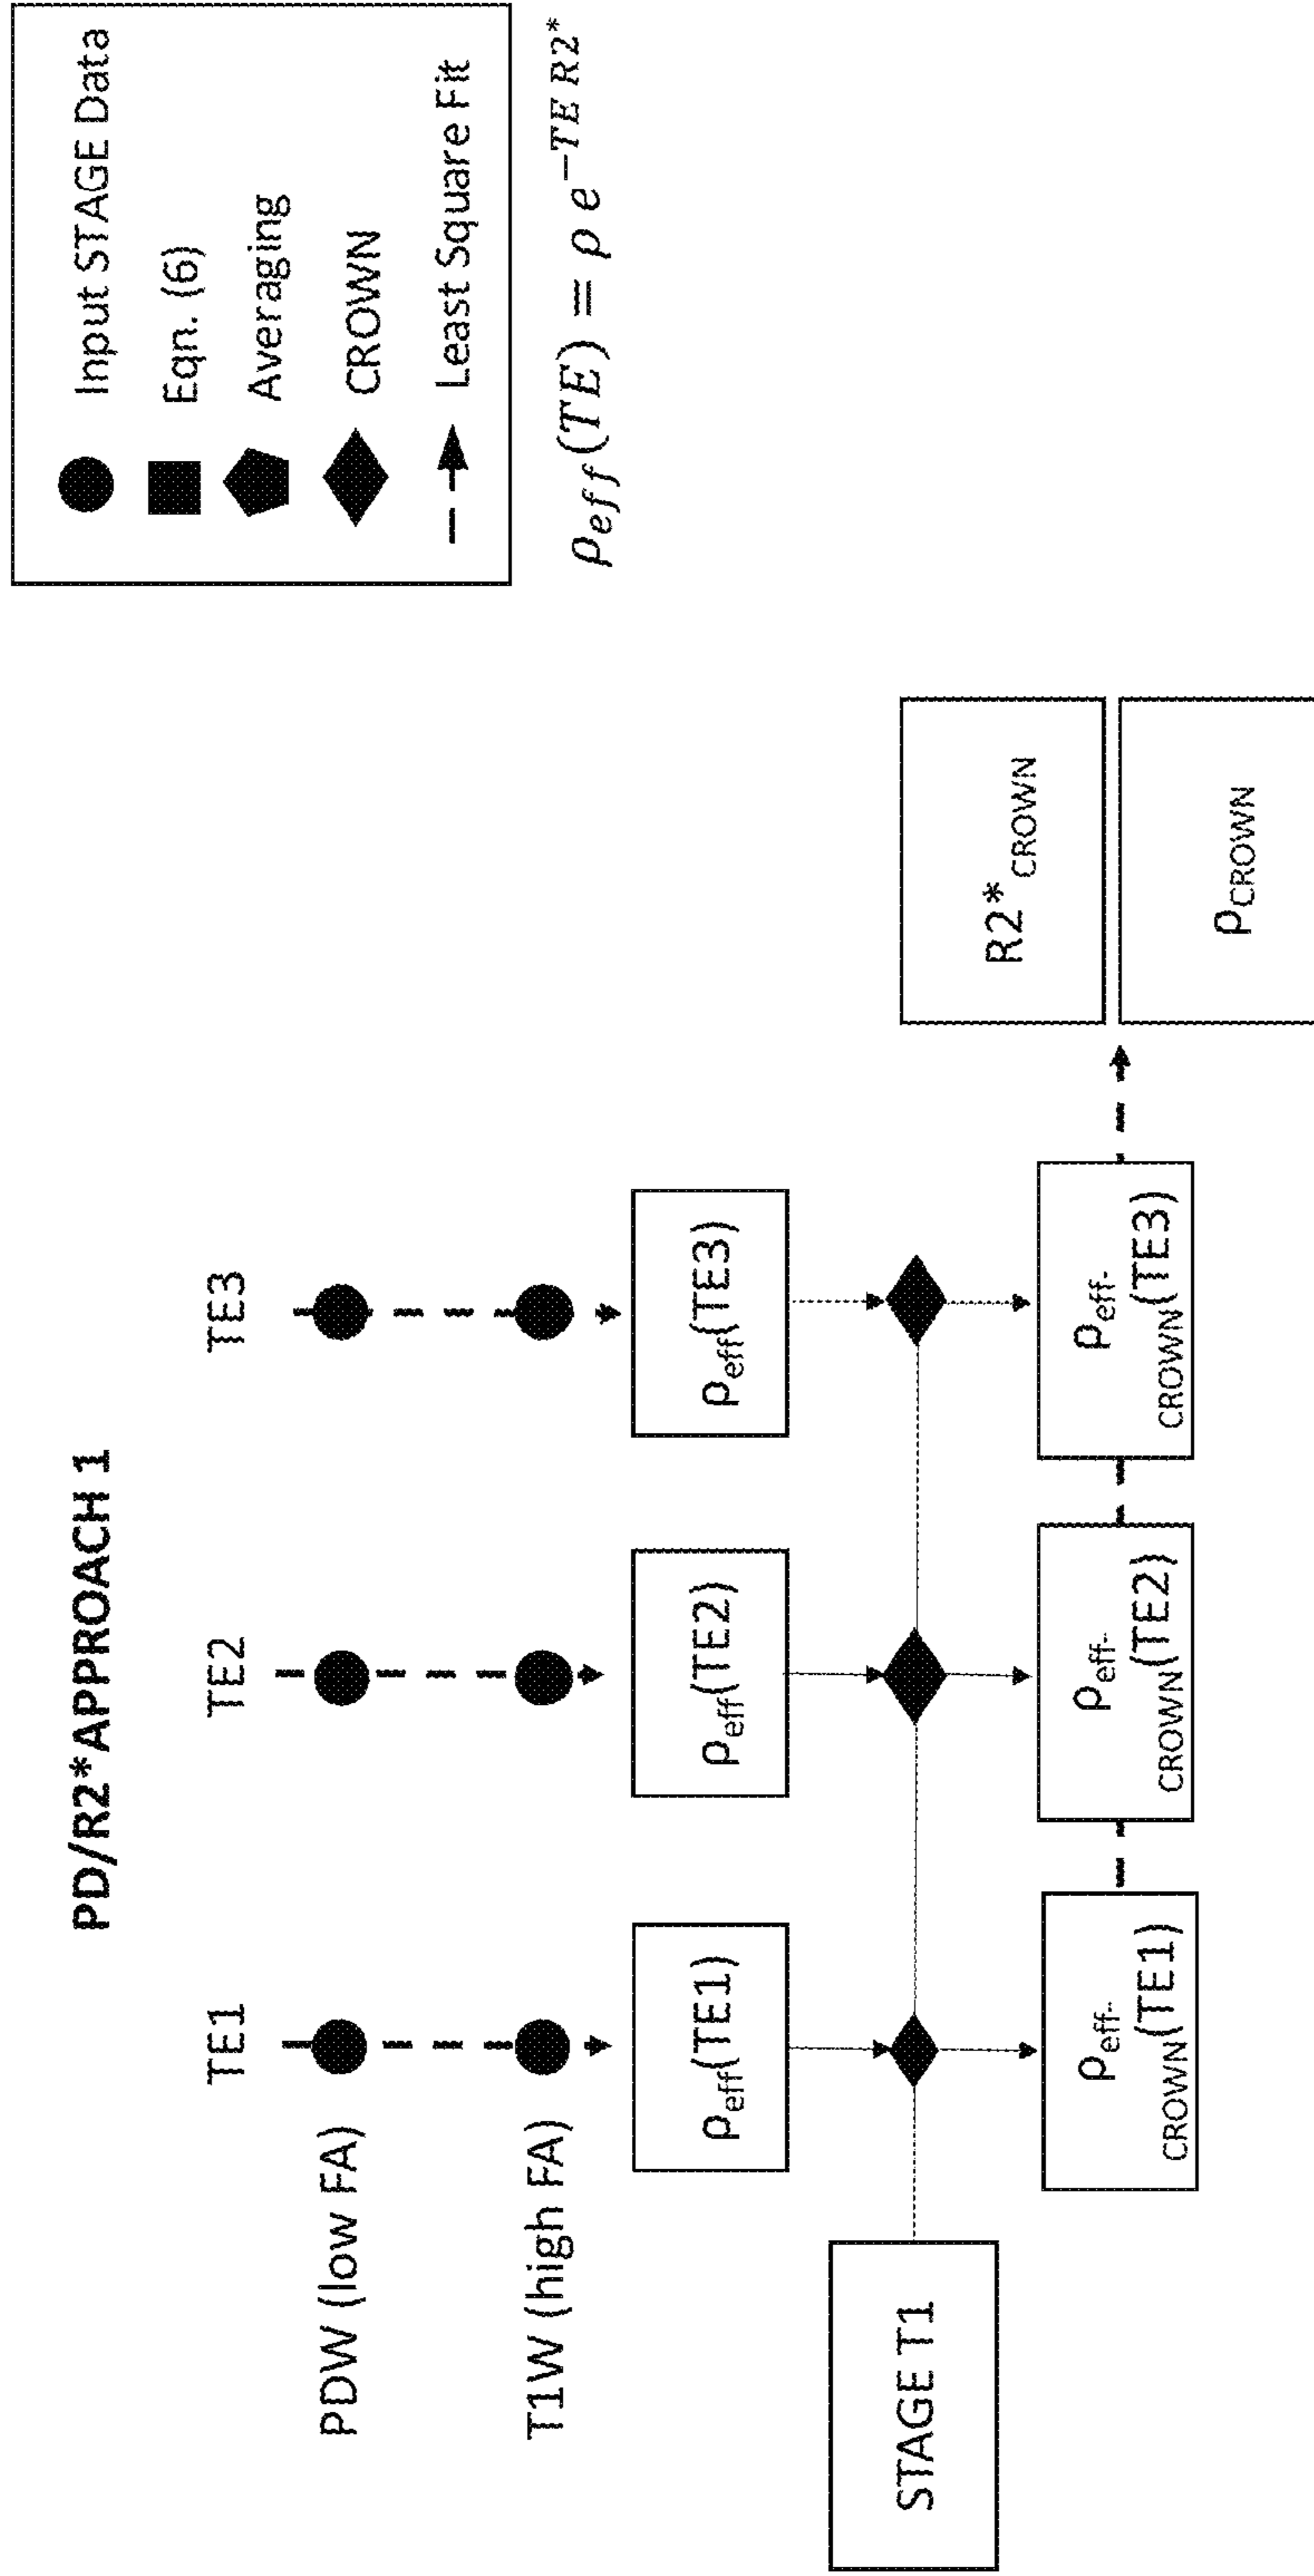 PD/R2*APPROACH 1
TE1
TE2
TE3
PDW (low FA)
T1W (high FA)
ρeff(TE1)
ρeff(TE2)
ρeff(TE3)
STAGE T1
ρeff-
CROWN(TE1)
ρeff-
CROWN(TE2)
ρeff-
CROWN(TE3)
R2*CROWN
ρCROWN
Input STAGE Data
Eqn. (6)
Averaging
CROWN
Least Square Fit
ρeff(TE) = ρ e^−TE R2*